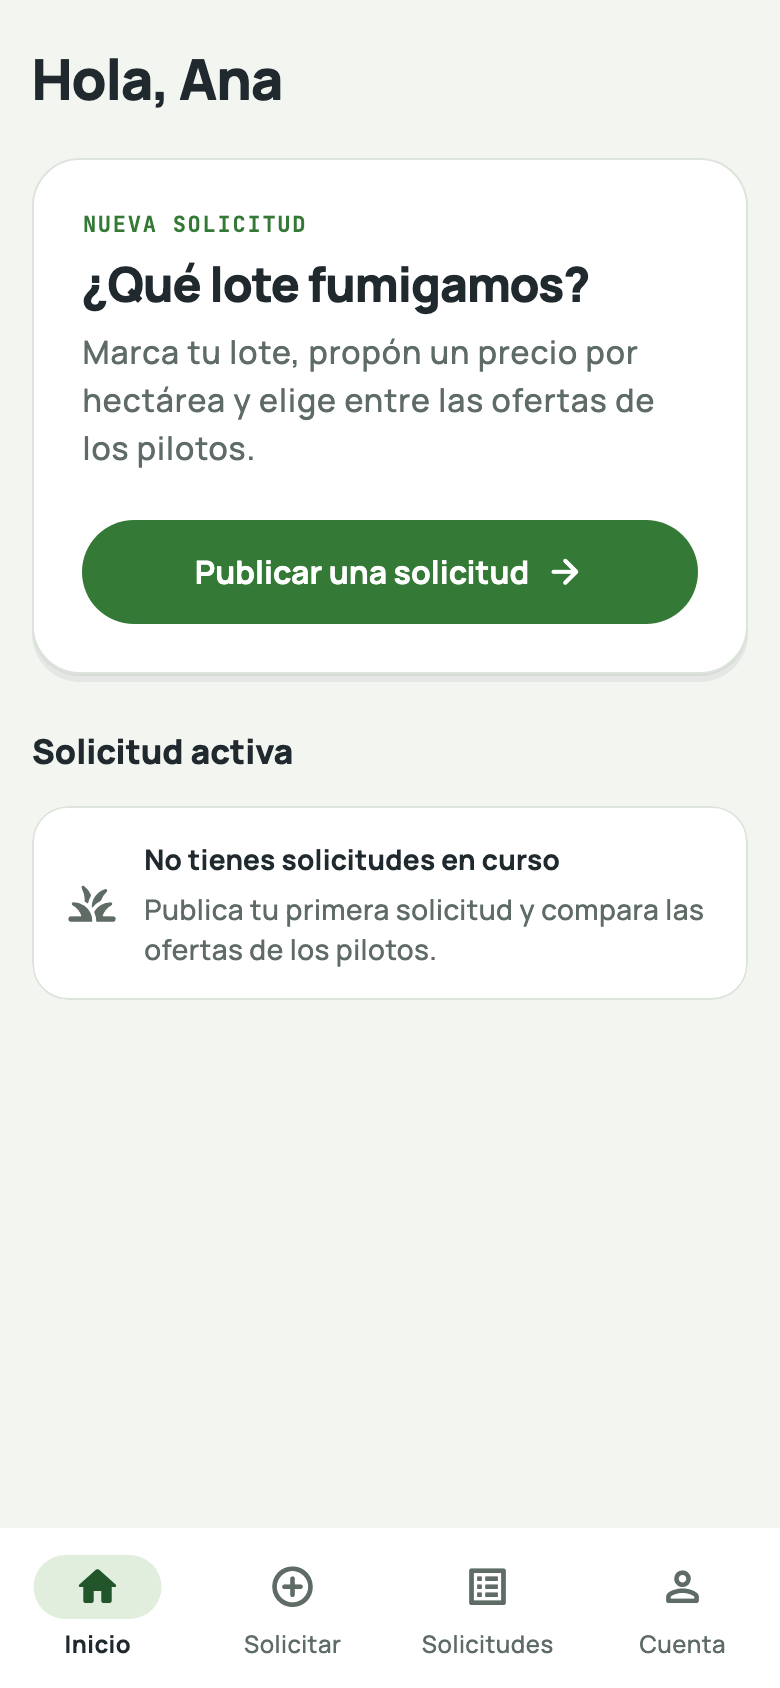 Hola, Ana
NUEVA SOLICITUD
¿Qué lote fumigamos?
Marca tu lote, propón un precio por
hectárea y elige entre las ofertas de
los pilotos.
Publicar una solicitud →
Solicitud activa
No tienes solicitudes en curso
Publica tu primera solicitud y compara las
ofertas de los pilotos.
Inicio
Solicitar
Solicitudes
Cuenta